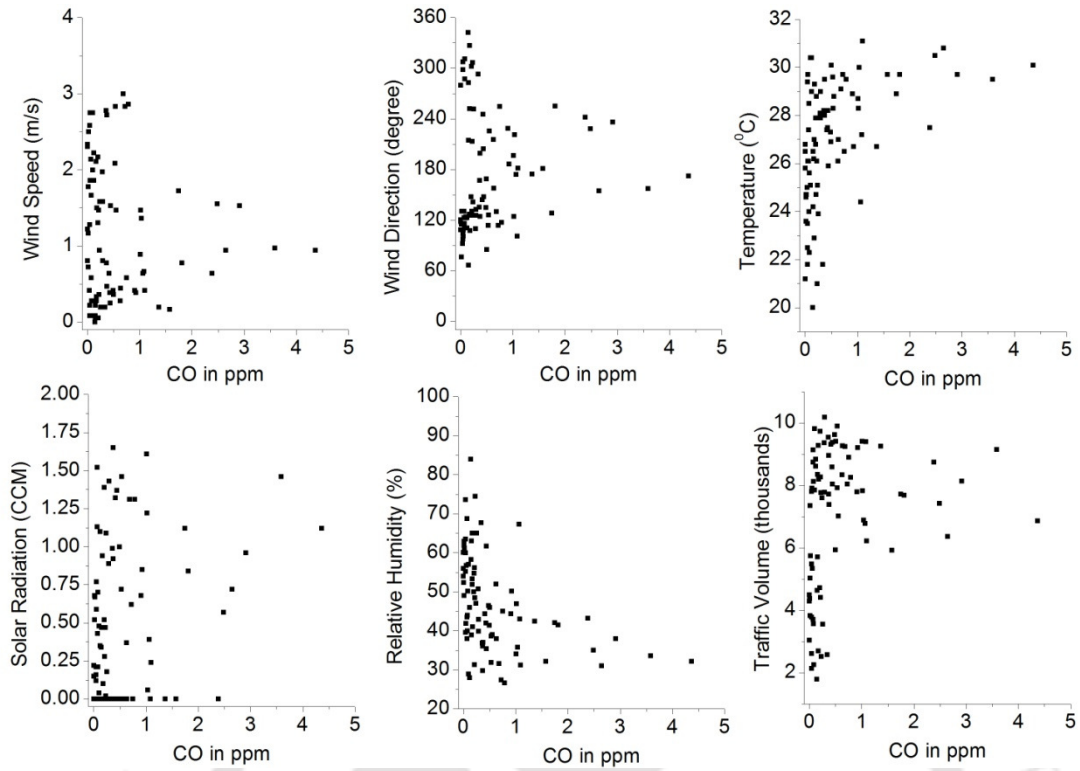 4
3
2
1
0
Wind Speed (m/s)
0 1 2 3 4 5
CO in ppm
360
300
240
180
120
60
0
Wind Direction (degree)
0 1 2 3 4 5
CO in ppm
32
30
28
26
24
22
20
Temperature (⁰C)
0 1 2 3 4 5
CO in ppm
2.00
1.75
1.50
1.25
1.00
0.75
0.50
0.25
0.00
Solar Radiation (CCM)
0 1 2 3 4 5
CO in ppm
100
90
80
70
60
50
40
30
20
Relative Humidity (%)
0 1 2 3 4 5
CO in ppm
10
8
6
4
2
Traffic Volume (thousands)
0 1 2 3 4 5
CO in ppm